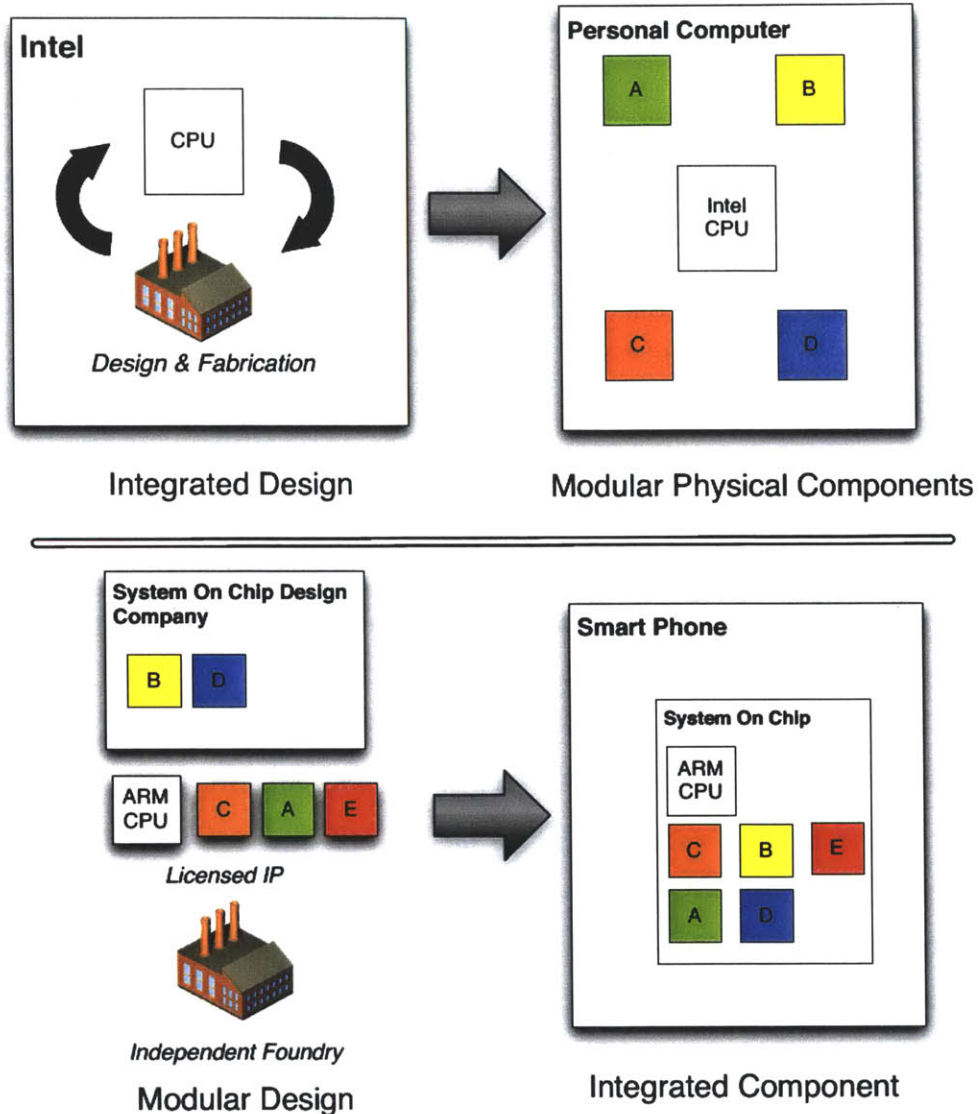 Intel
CPU
Design & Fabrication
Integrated Design
Personal Computer
A
B
Intel
CPU
C
D
Modular Physical Components
System On Chip Design
Company
B
D
ARM
CPU
C
A
E
Licensed IP
Independent Foundry
Modular Design
Smart Phone
System On Chip
ARM
CPU
C
B
E
A
D
Integrated Component